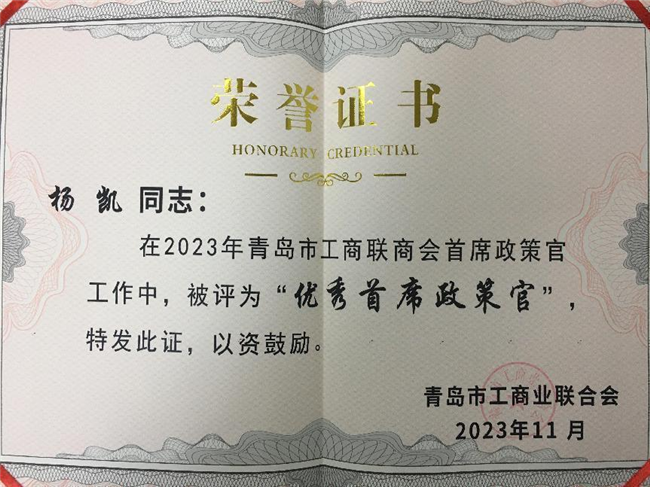 荣誉证书
HONORARY CREDENTIAL
杨凯同志：
在2023年青岛市工商联商会首席政策官
工作中，被评为“优秀首席政策官”，
特发此证，以资鼓励。
青岛市工商业联合会
2023年11月